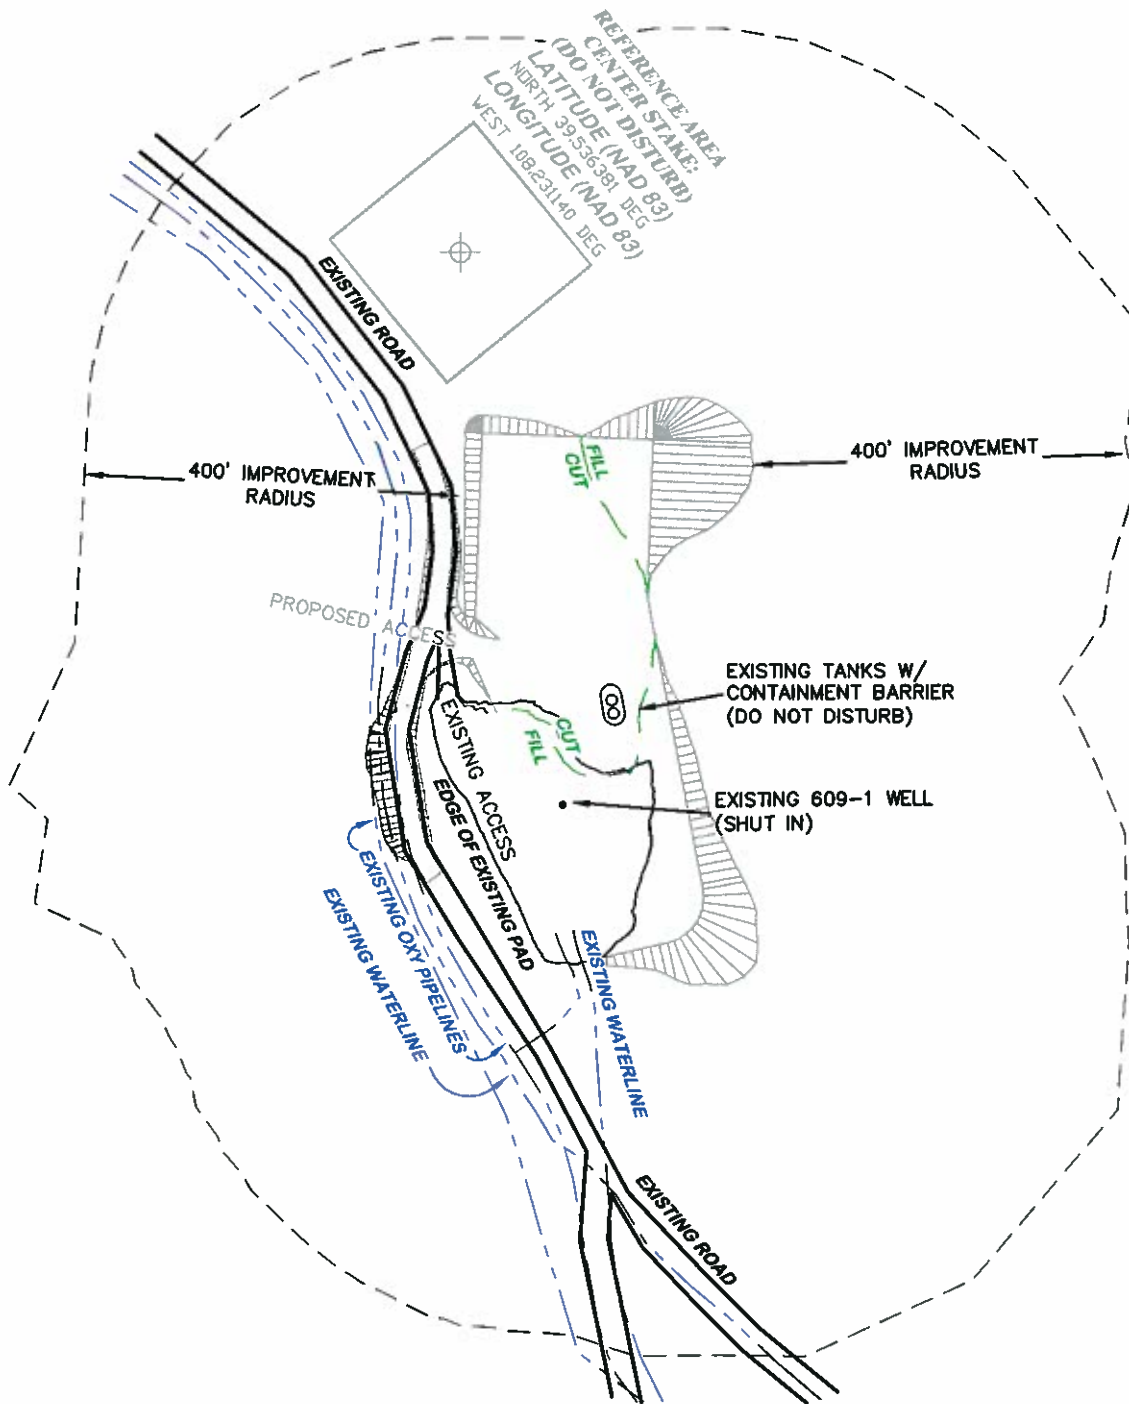 REFERENCE AREA
CENTER STAKE:
(DO NOT DISTURB)
LATITUDE (NAD 83)
NORTH 39.536381 DEG
LONGITUDE (NAD 83)
WEST 108.231140 DEG
EXISTING ROAD
400' IMPROVEMENT
RADIUS
FILL
CUT
400' IMPROVEMENT
RADIUS
PROPOSED ACCESS
EXISTING TANKS W/
CONTAINMENT BARRIER
(DO NOT DISTURB)
CUT
FILL
EXISTING ACCESS
EDGE OF EXISTING PAD
EXISTING 609-1 WELL
(SHUT IN)
EXISTING OXY PIPELINES
EXISTING WATERLINE
EXISTING WATERLINE
EXISTING ROAD